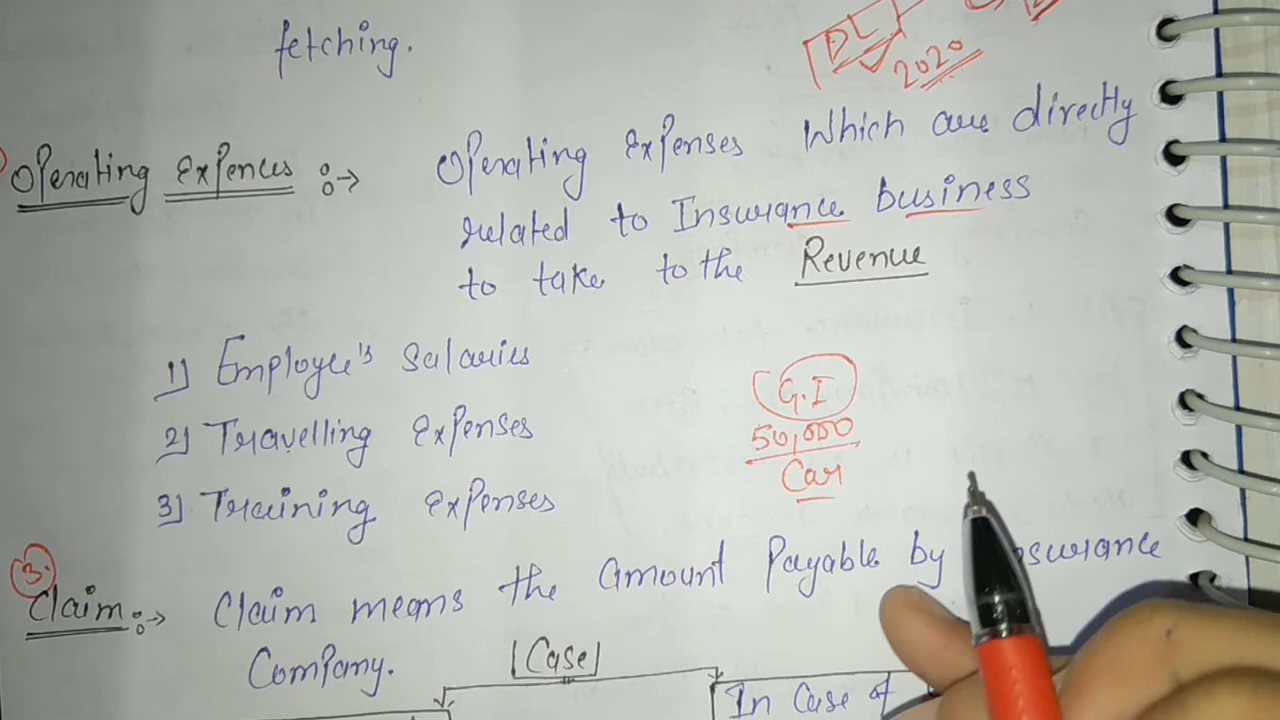 fetching.
DL
2020
Operating Expences :->
Operating Expenses Which are directly
related to Insurance business
to take to the Revenue
1) Employee's Salaries
2) Travelling Expenses
3) Training Expenses
G.I
50,000
Car
3.
Claim :-> Claim means the amount Payable by Insurance
Company.
Case
In Case of